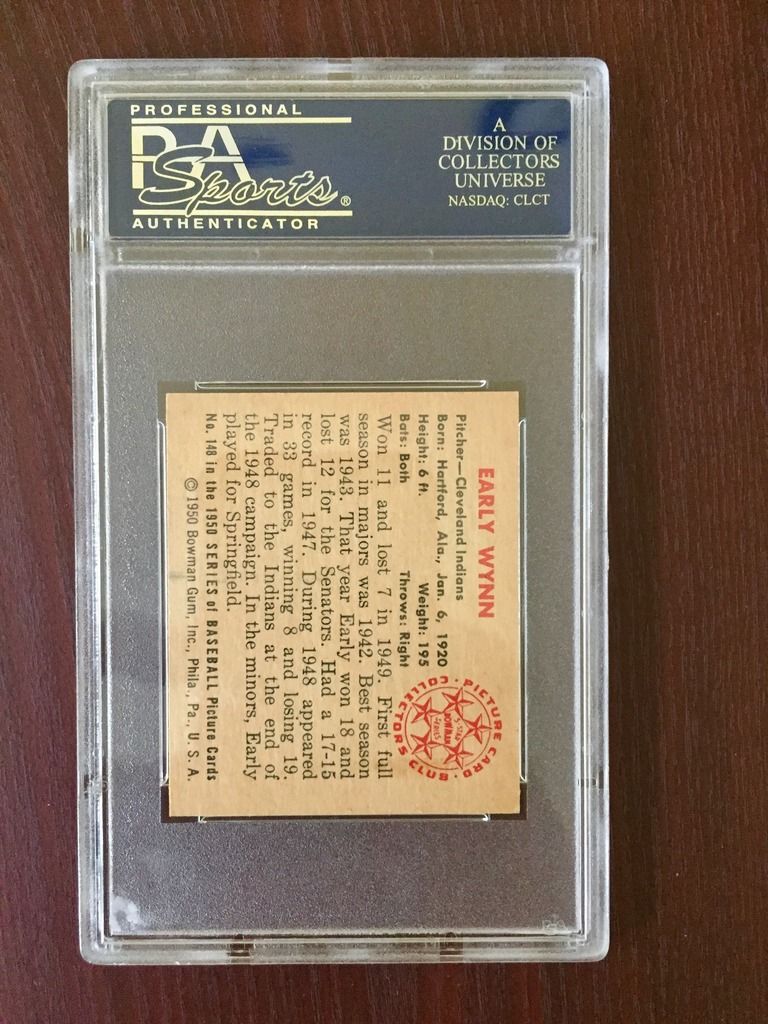 PROFESSIONAL
PSA
Sports®
AUTHENTICATOR
A
DIVISION OF
COLLECTORS
UNIVERSE
NASDAQ: CLCT
EARLY WYNN
Pitcher—Cleveland Indians
Born: Hartford, Ala., Jan. 6, 1920
Height: 6 ft. Weight: 195
Bats: Both Throws: Right
PICTURE CARD • COLLECTORS CLUB •
5 STAR
BOWMAN
SERIES
Won 11 and lost 7 in 1949. First full
season in majors was 1942. Best season
was 1943. That year Early won 18 and
lost 12 for the Senators. Had a 17-15
record in 1947. During 1948 appeared
in 33 games, winning 8 and losing 19.
Traded to the Indians at the end of
the 1948 campaign. In the minors, Early
played for Springfield.
No. 148 in the 1950 SERIES of BASEBALL Picture Cards
© 1950 Bowman Gum, Inc., Phila., Pa., U. S. A.